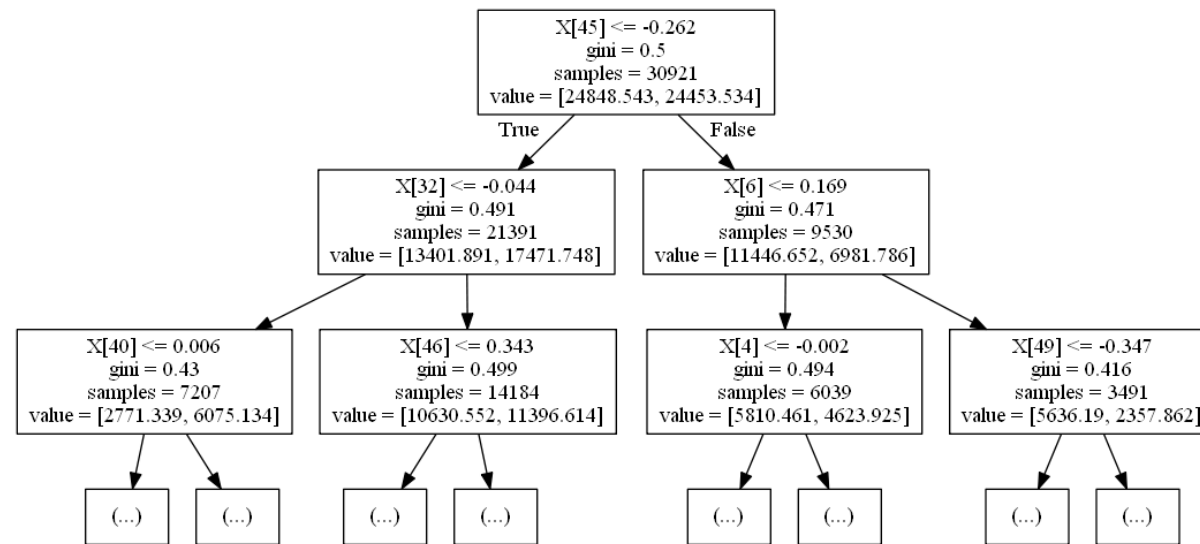 X[45] <= -0.262
gini = 0.5
samples = 30921
value = [24848.543, 24453.534]
True
False
X[32] <= -0.044
gini = 0.491
samples = 21391
value = [13401.891, 17471.748]
X[6] <= 0.169
gini = 0.471
samples = 9530
value = [11446.652, 6981.786]
X[40] <= 0.006
gini = 0.43
samples = 7207
value = [2771.339, 6075.134]
X[46] <= 0.343
gini = 0.499
samples = 14184
value = [10630.552, 11396.614]
X[4] <= -0.002
gini = 0.494
samples = 6039
value = [5810.461, 4623.925]
X[49] <= -0.347
gini = 0.416
samples = 3491
value = [5636.19, 2357.862]
(...)
(...)
(...)
(...)
(...)
(...)
(...)
(...)